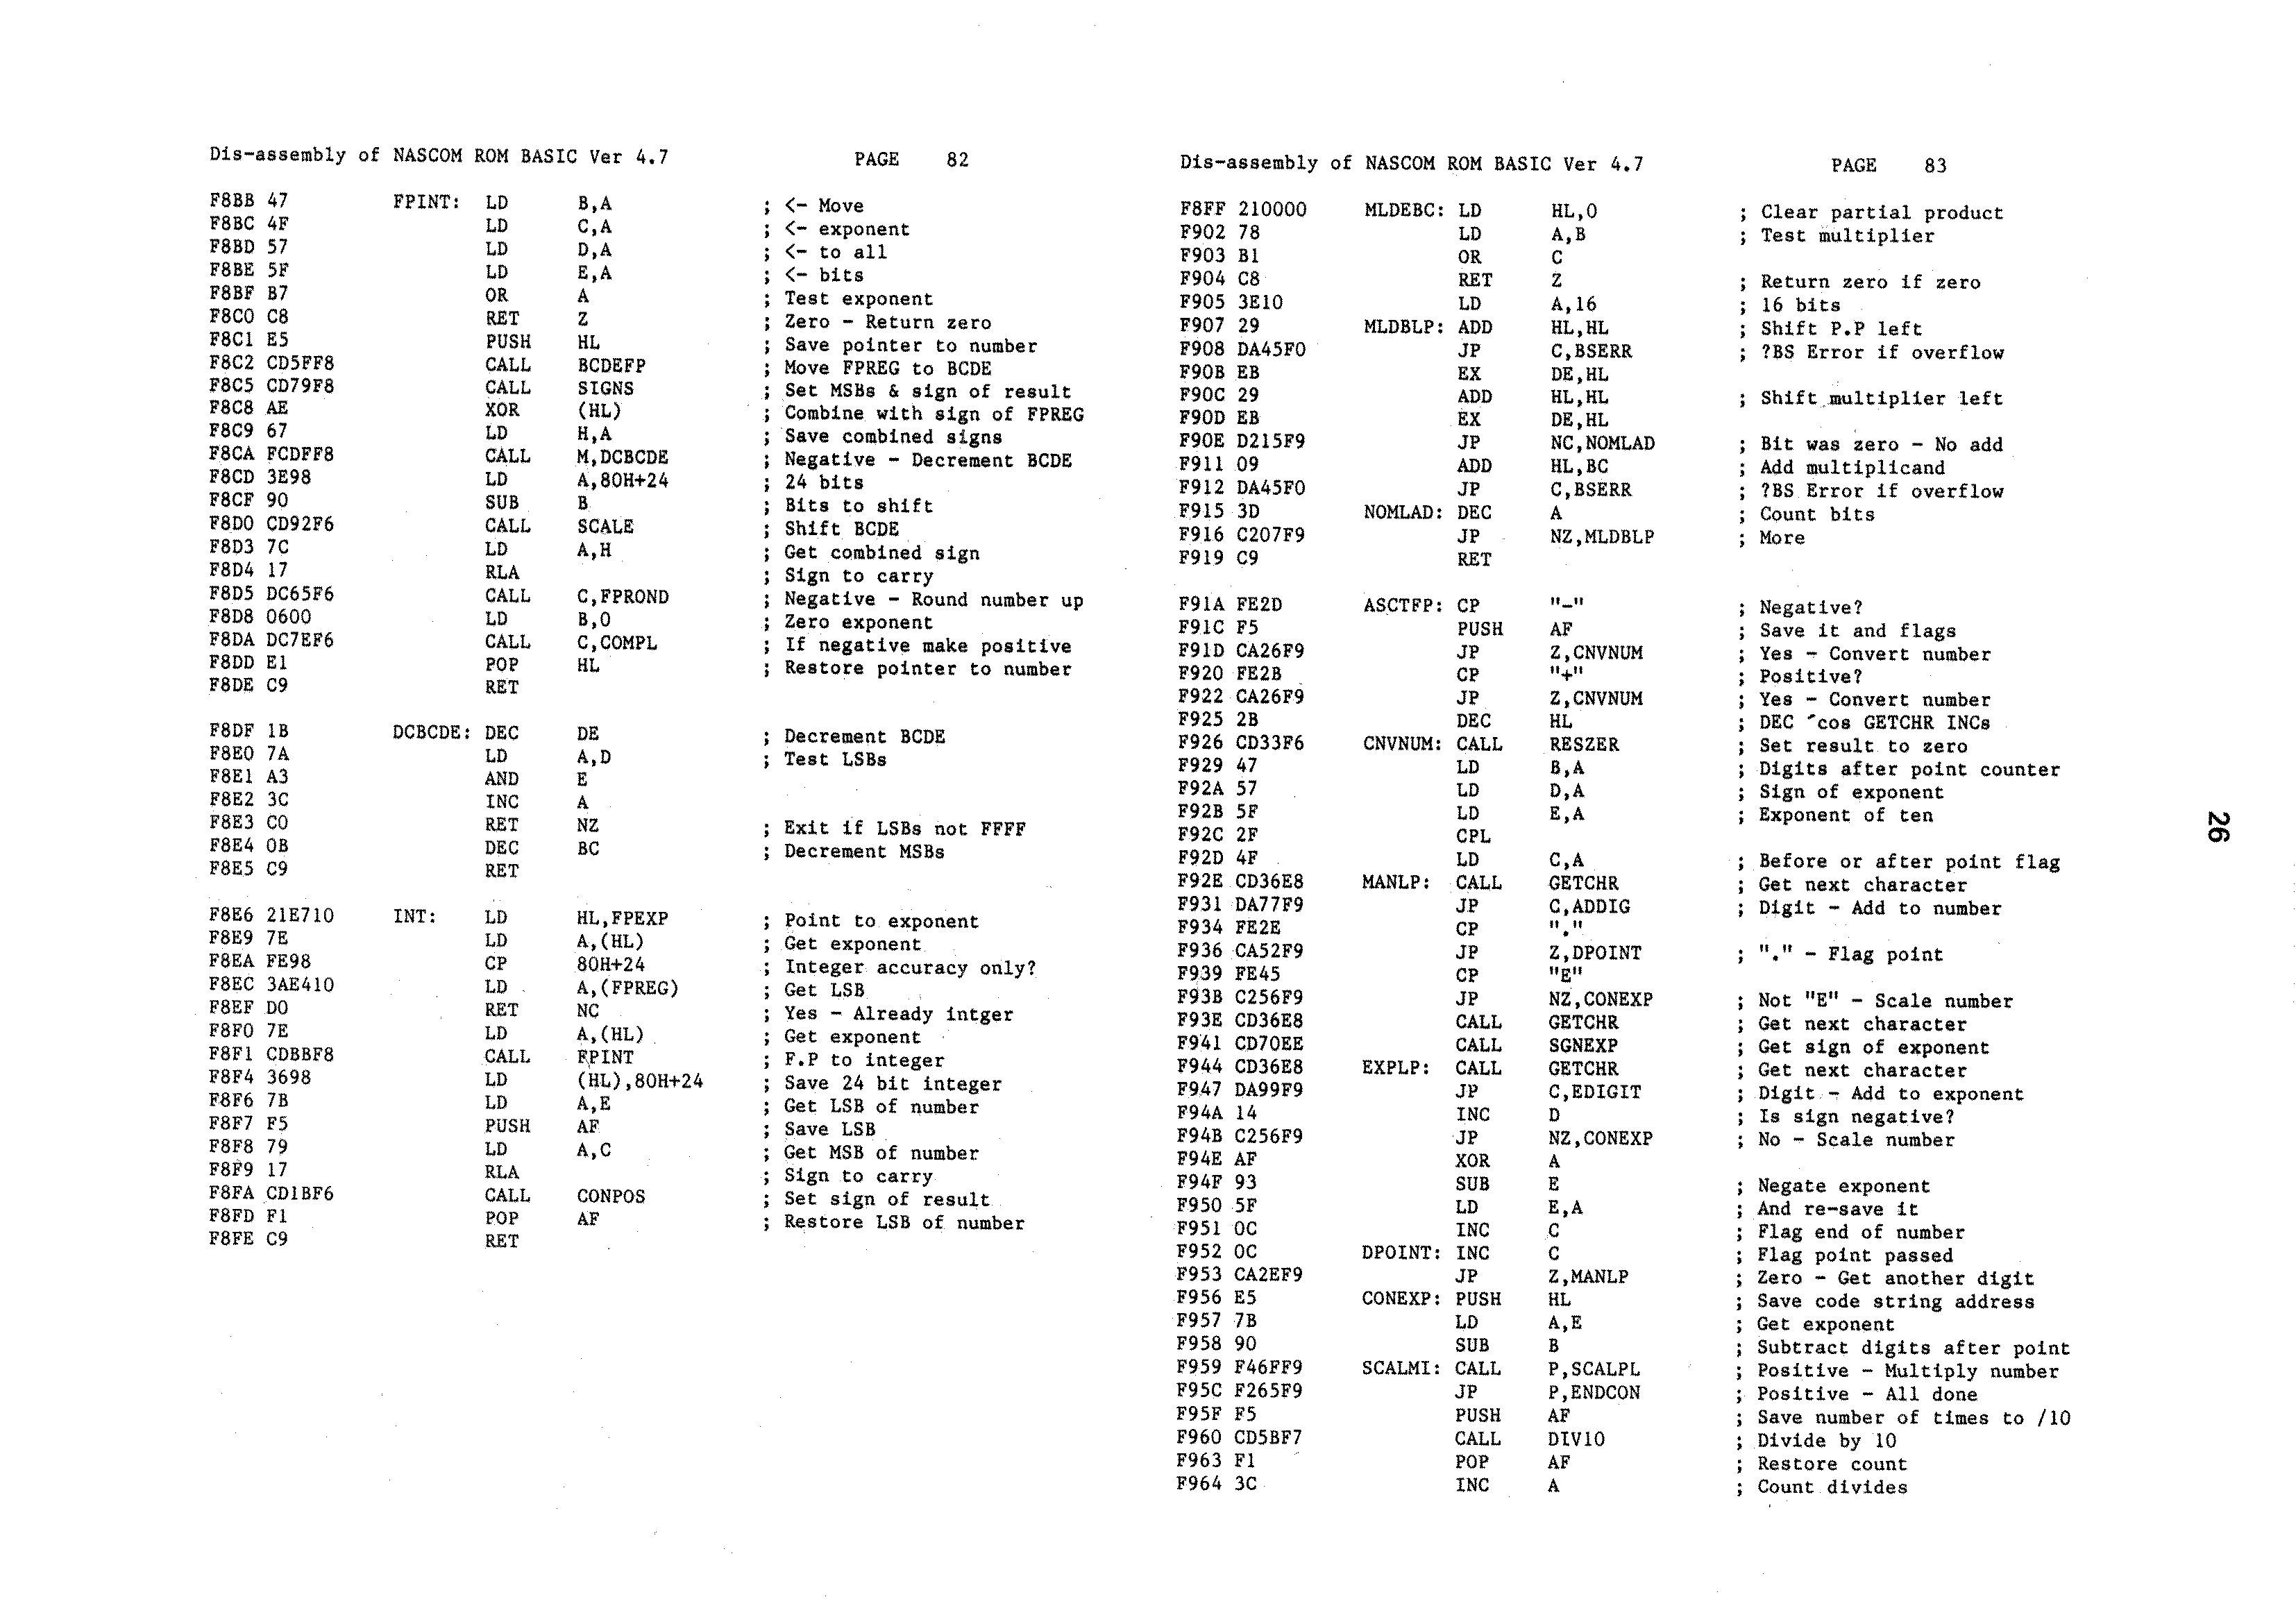 Dis-assembly of NASCOM ROM BASIC Ver 4.7 PAGE 82
F8BB 47 FPINT: LD B,A ; <- Move
F8BC 4F LD C,A ; <- exponent
F8BD 57 LD D,A ; <- to all
F8BE 5F LD E,A ; <- bits
F8BF B7 OR A ; Test exponent
F8C0 C8 RET Z ; Zero - Return zero
F8C1 E5 PUSH HL ; Save pointer to number
F8C2 CD5FF8 CALL BCDEFP ; Move FPREG to BCDE
F8C5 CD79F8 CALL SIGNS ; Set MSBs & sign of result
F8C8 AE XOR (HL) ; Combine with sign of FPREG
F8C9 67 LD H,A ; Save combined signs
F8CA FCDFF8 CALL M,DCBCDE ; Negative - Decrement BCDE
F8CD 3E98 LD A,80H+24 ; 24 bits
F8CF 90 SUB B ; Bits to shift
F8D0 CD92F6 CALL SCALE ; Shift BCDE
F8D3 7C LD A,H ; Get combined sign
F8D4 17 RLA ; Sign to carry
F8D5 DC65F6 CALL C,FPROND ; Negative - Round number up
F8D8 0600 LD B,0 ; Zero exponent
F8DA DC7EF6 CALL C,COMPL ; If negative make positive
F8DD E1 POP HL ; Restore pointer to number
F8DE C9 RET
F8DF 1B DCBCDE: DEC DE ; Decrement BCDE
F8E0 7A LD A,D ; Test LSBs
F8E1 A3 AND E
F8E2 3C INC A
F8E3 C0 RET NZ ; Exit if LSBs not FFFF
F8E4 0B DEC BC ; Decrement MSBs
F8E5 C9 RET
F8E6 21E710 INT: LD HL,FPEXP ; Point to exponent
F8E9 7E LD A,(HL) ; Get exponent
F8EA FE98 CP 80H+24 ; Integer accuracy only?
F8EC 3AE410 LD A,(FPREG) ; Get LSB
F8EF D0 RET NC ; Yes - Already intger
F8F0 7E LD A,(HL) ; Get exponent
F8F1 CDBBF8 CALL FPINT ; F.P to integer
F8F4 3698 LD (HL),80H+24 ; Save 24 bit integer
F8F6 7B LD A,E ; Get LSB of number
F8F7 F5 PUSH AF ; Save LSB
F8F8 79 LD A,C ; Get MSB of number
F8F9 17 RLA ; Sign to carry
F8FA CD1BF6 CALL CONPOS ; Set sign of result
F8FD F1 POP AF ; Restore LSB of number
F8FE C9 RET
Dis-assembly of NASCOM ROM BASIC Ver 4.7 PAGE 83
F8FF 210000 MLDEBC: LD HL,0 ; Clear partial product
F902 78 LD A,B ; Test multiplier
F903 B1 OR C
F904 C8 RET Z ; Return zero if zero
F905 3E10 LD A,16 ; 16 bits
F907 29 MLDBLP: ADD HL,HL ; Shift P.P left
F908 DA45F0 JP C,BSERR ; ?BS Error if overflow
F90B EB EX DE,HL
F90C 29 ADD HL,HL ; Shift multiplier left
F90D EB EX DE,HL
F90E D215F9 JP NC,NOMLAD ; Bit was zero - No add
F911 09 ADD HL,BC ; Add multiplicand
F912 DA45F0 JP C,BSERR ; ?BS Error if overflow
F915 3D NOMLAD: DEC A ; Count bits
F916 C207F9 JP NZ,MLDBLP ; More
F919 C9 RET
F91A FE2D ASCTFP: CP "-" ; Negative?
F91C F5 PUSH AF ; Save it and flags
F91D CA26F9 JP Z,CNVNUM ; Yes - Convert number
F920 FE2B CP "+" ; Positive?
F922 CA26F9 JP Z,CNVNUM ; Yes - Convert number
F925 2B DEC HL ; DEC 'cos GETCHR INCs
F926 CD33F6 CNVNUM: CALL RESZER ; Set result to zero
F929 47 LD B,A ; Digits after point counter
F92A 57 LD D,A ; Sign of exponent
F92B 5F LD E,A ; Exponent of ten
F92C 2F CPL
F92D 4F LD C,A ; Before or after point flag
F92E CD36E8 MANLP: CALL GETCHR ; Get next character
F931 DA77F9 JP C,ADDIG ; Digit - Add to number
F934 FE2E CP "."
F936 CA52F9 JP Z,DPOINT ; "." - Flag point
F939 FE45 CP "E"
F93B C256F9 JP NZ,CONEXP ; Not "E" - Scale number
F93E CD36E8 CALL GETCHR ; Get next character
F941 CD70EE CALL SGNEXP ; Get sign of exponent
F944 CD36E8 EXPLP: CALL GETCHR ; Get next character
F947 DA99F9 JP C,EDIGIT ; Digit - Add to exponent
F94A 14 INC D ; Is sign negative?
F94B C256F9 JP NZ,CONEXP ; No - Scale number
F94E AF XOR A
F94F 93 SUB E ; Negate exponent
F950 5F LD E,A ; And re-save it
F951 0C INC C ; Flag end of number
F952 0C DPOINT: INC C ; Flag point passed
F953 CA2EF9 JP Z,MANLP ; Zero - Get another digit
F956 E5 CONEXP: PUSH HL ; Save code string address
F957 7B LD A,E ; Get exponent
F958 90 SUB B ; Subtract digits after point
F959 F46FF9 SCALMI: CALL P,SCALPL ; Positive - Multiply number
F95C F265F9 JP P,ENDCON ; Positive - All done
F95F F5 PUSH AF ; Save number of times to /10
F960 CD5BF7 CALL DIV10 ; Divide by 10
F963 F1 POP AF ; Restore count
F964 3C INC A ; Count divides
26